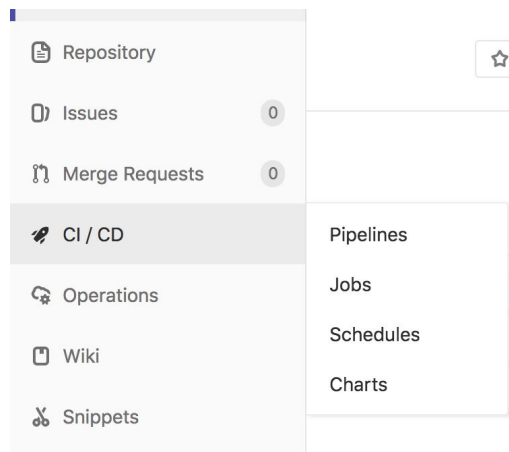 Repository
Issues 0
Merge Requests 0
CI / CD
Operations
Wiki
Snippets
Pipelines
Jobs
Schedules
Charts